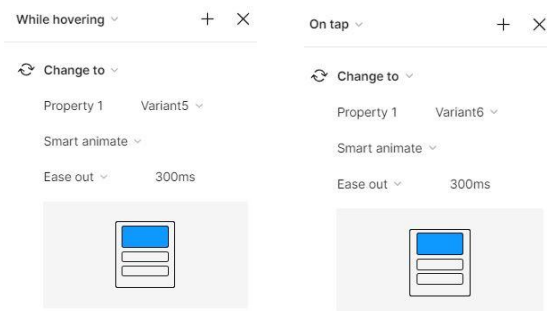 While hovering
Change to
Property 1 Variant5
Smart animate
Ease out 300ms
On tap
Change to
Property 1 Variant6
Smart animate
Ease out 300ms